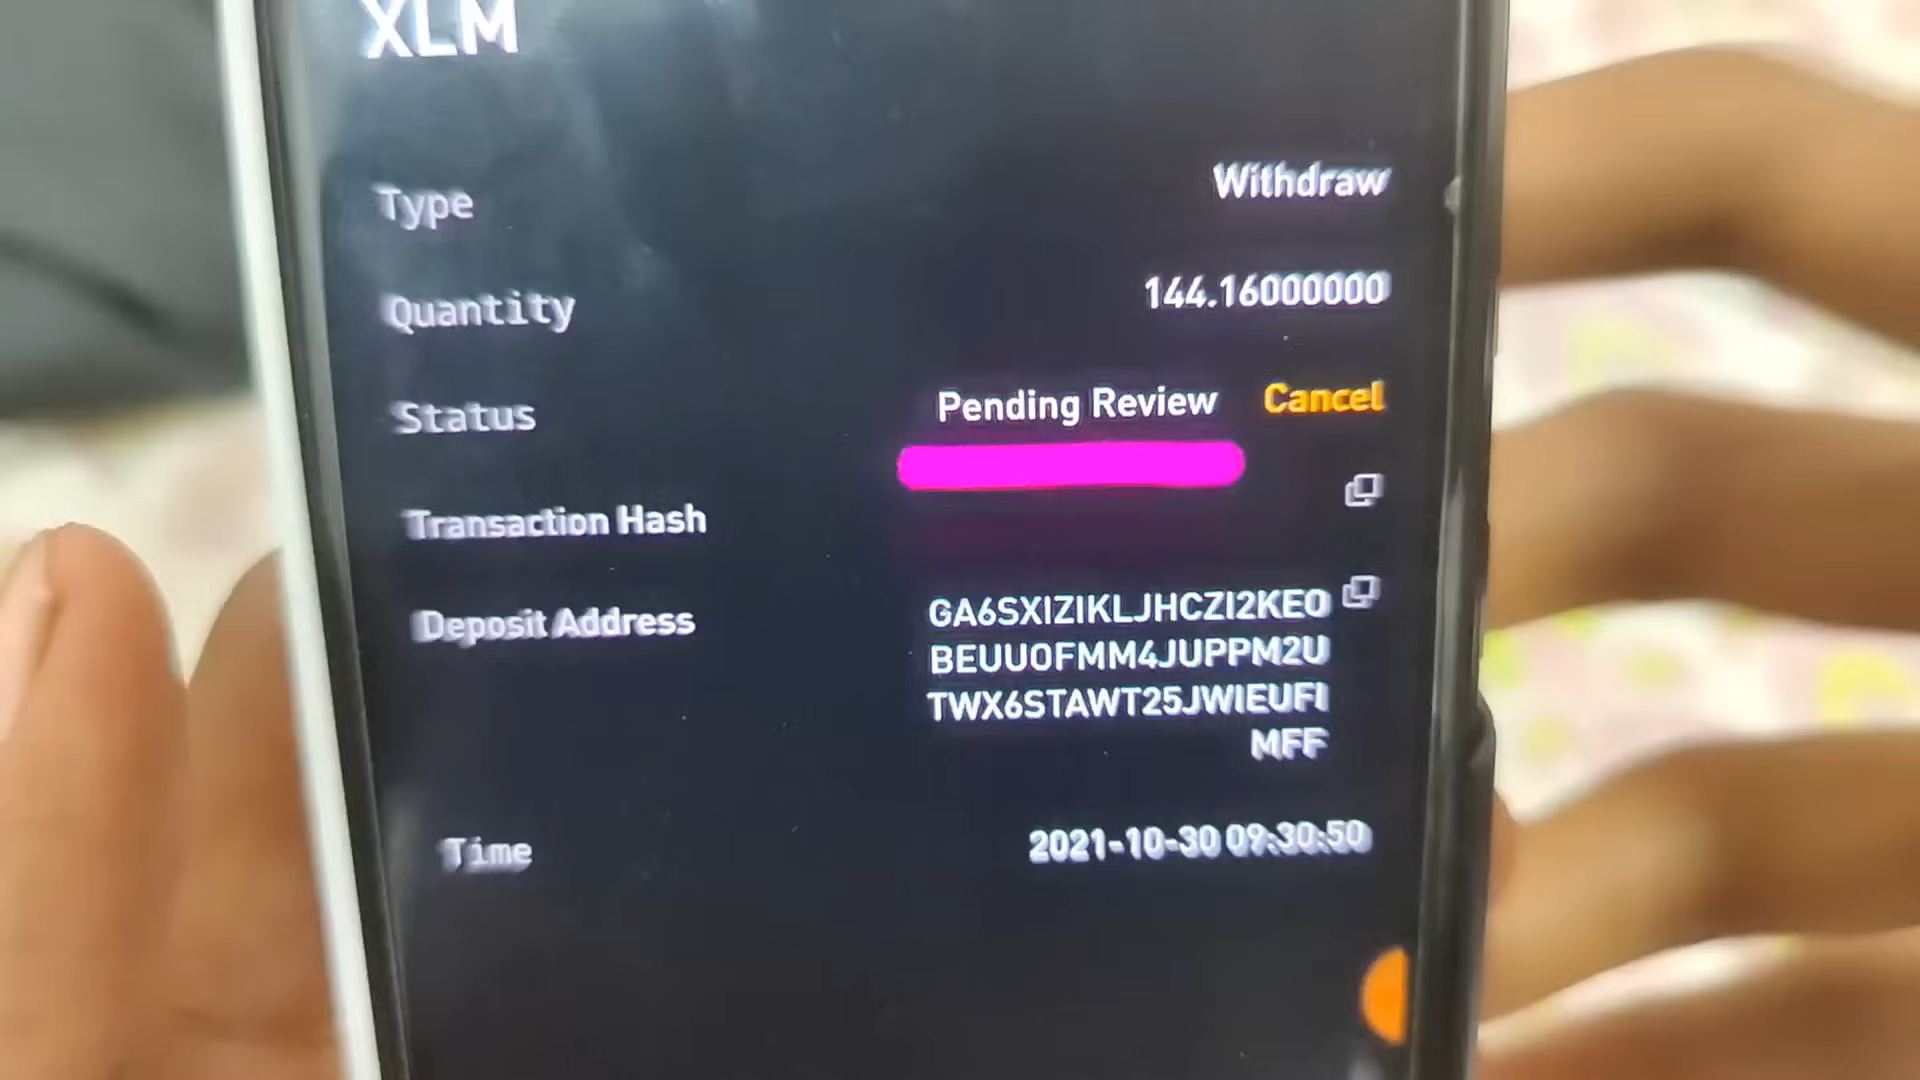 XLM
Type Withdraw
Quantity 144.16000000
Status Pending Review Cancel
Transaction Hash
Deposit Address GA6SXIZIKLJHCZI2KEO
BEUUOFMM4JUPPM2U
TWX6STAWT25JWIEUFI
MFF
Time 2021-10-30 09:30:50